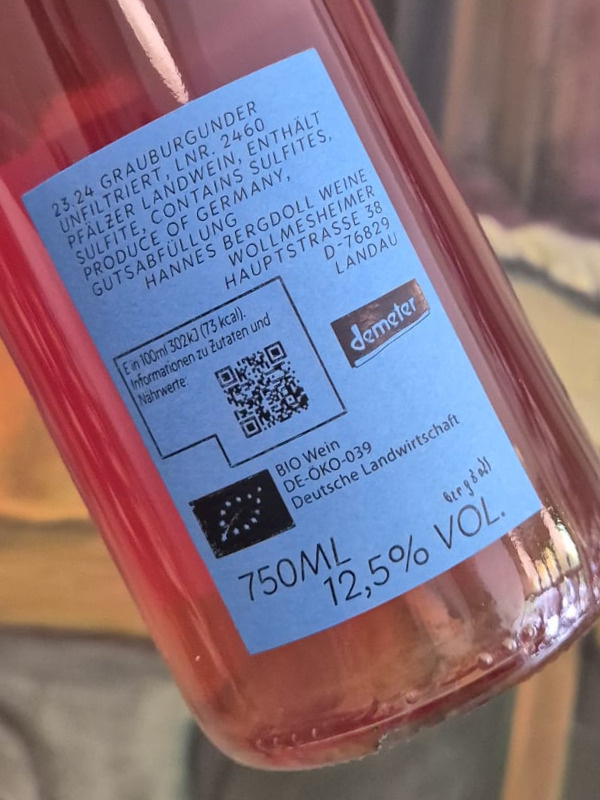 23.24 GRAUBURGUNDER
UNFILTRIERT, LNR. 2460
PFÄLZER LANDWEIN, ENTHÄLT
SULFITE, CONTAINS SULFITES,
PRODUCE OF GERMANY,
GUTSABFÜLLUNG
HANNES BERGDOLL WEINE
WOLLMESHEIMER
HAUPTSTRASSE 38
D-76829
LANDAU
demeter
E in 100ml 302kJ (73 kcal).
Informationen zu Zutaten und
Nährwerte:
BIO Wein
DE-ÖKO-039
Deutsche Landwirtschaft
bergdoll
750ML
12,5% VOL.